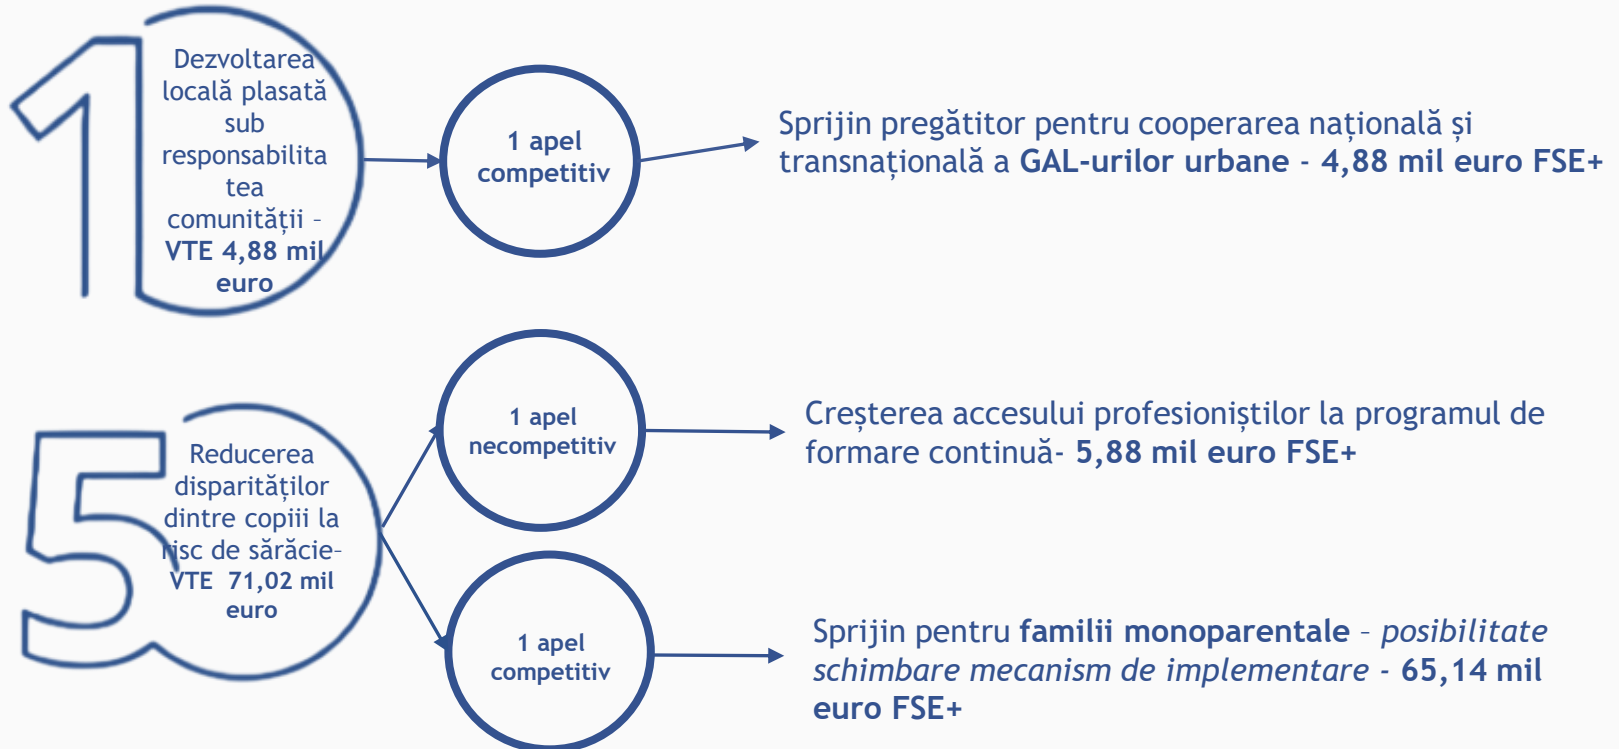 1
Dezvoltarea
locală plasată
sub
responsabilita
tea
comunității –
VTE 4,88 mil
euro
1 apel
competitiv
Sprijin pregătitor pentru cooperarea națională și
transnațională a GAL-urilor urbane - 4,88 mil euro FSE+
5
Reducerea
disparităților
dintre copiii la
risc de sărăcie–
VTE 71,02 mil
euro
1 apel
necompetitiv
Creșterea accesului profesioniștilor la programul de
formare continuă- 5,88 mil euro FSE+
1 apel
competitiv
Sprijin pentru familii monoparentale – posibilitate
schimbare mecanism de implementare - 65,14 mil
euro FSE+